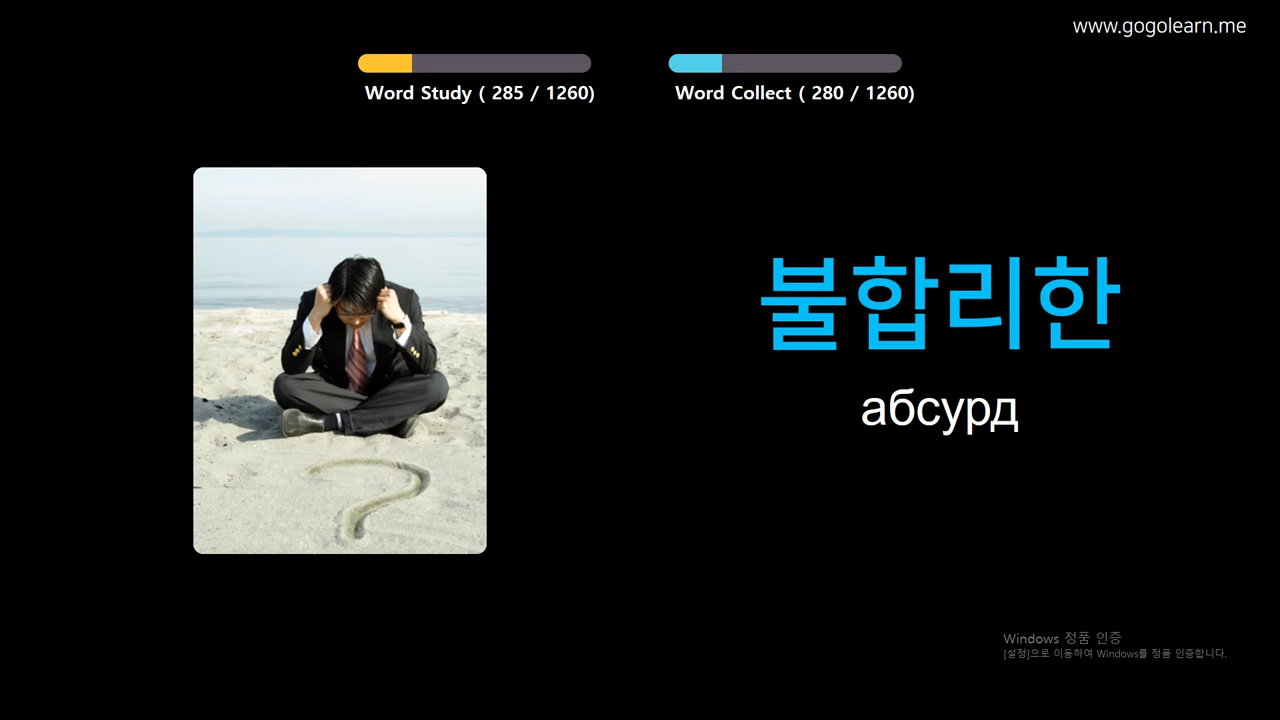 www.gogolearn.me
Word Study ( 285 / 1260)
Word Collect ( 280 / 1260)
불합리한
абсурд
?
Windows 정품 인증
[설정]으로 이동하여 Windows를 정품 인증합니다.